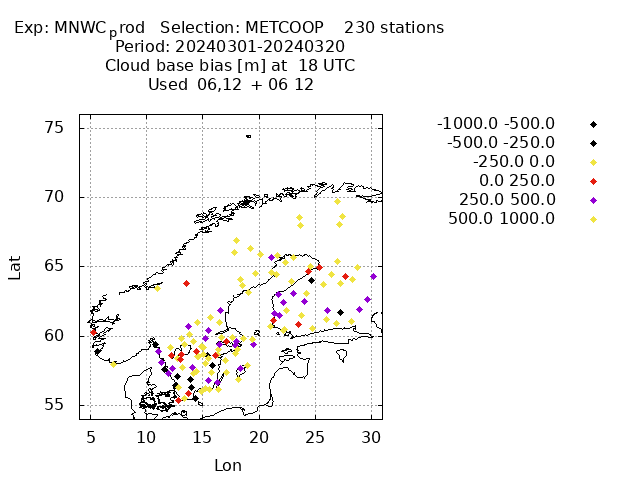 Exp: MNWCprod   Selection: METCOOP    230 stations
Period: 20240301-20240320
Cloud base bias [m] at  18 UTC
Used  06,12  + 06 12
-1000.0 -500.0
-500.0 -250.0
-250.0 0.0
0.0 250.0
250.0 500.0
500.0 1000.0
75
70
65
60
55
Lat
5 10 15 20 25 30
Lon